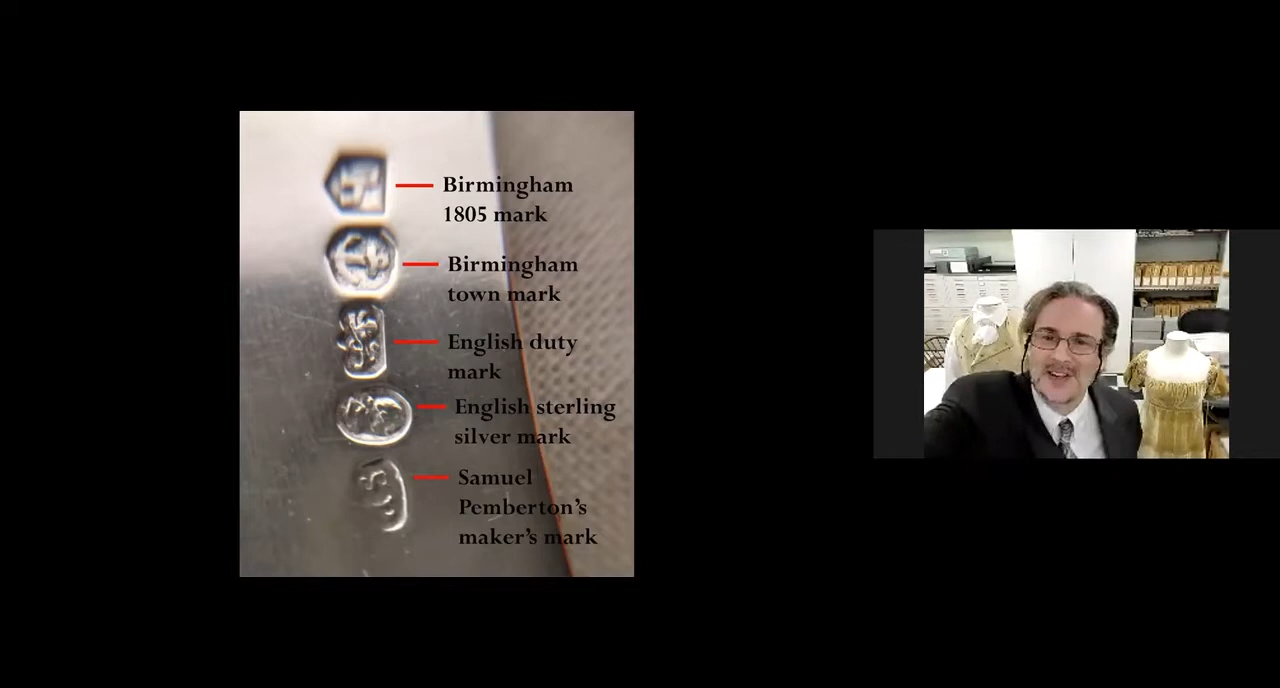 Birmingham
1805 mark
Birmingham
town mark
English duty
mark
English sterling
silver mark
Samuel
Pemberton’s
maker’s mark